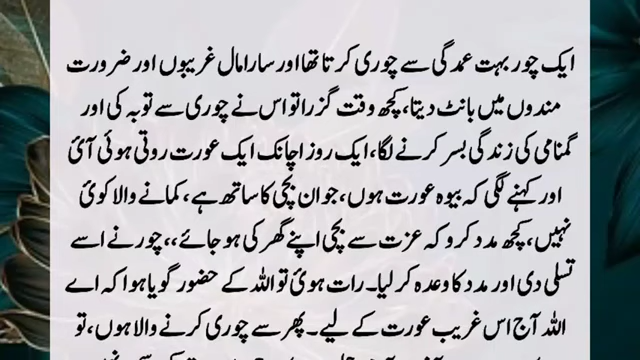 ایک چور بہت عمدگی سے چوری کرتا تھا اور سارا مال غریبوں اور ضرورت
مندوں میں بانٹ دیتا، کچھ وقت گزرا تو اس نے چوری سے توبہ کی اور
گمنامی کی زندگی بسر کرنے لگا، ایک روز اچانک ایک عورت روتی ہوئی آئ
اور کہنے لگی کہ بیوہ عورت ہوں، جوان بچی کا ساتھ ہے، کمانے والا کوئ
نہیں، کچھ مدد کرو کہ عزت سے بچی اپنے گھر کی ہو جائے،، چور نے اسے
تسلی دی اور مدد کا وعدہ کر لیا۔ رات ہوئ تو اللہ کے حضور گویا ہوا کہ اے
اللہ آج اس غریب عورت کے لیے۔ پھر سے چوری کرنے والا ہوں، تو